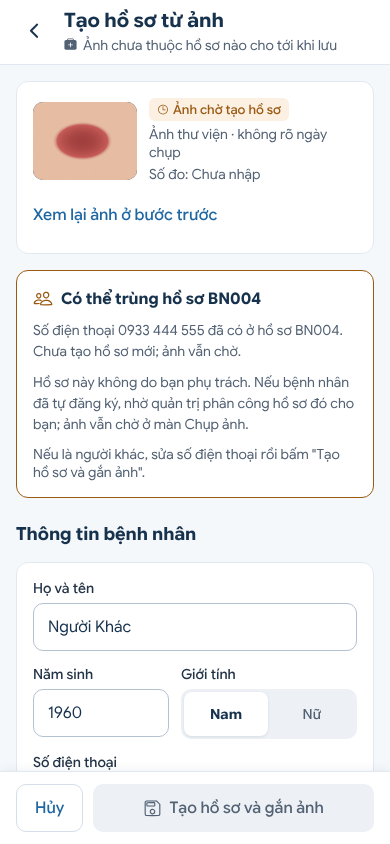 Tạo hồ sơ từ ảnh
Ảnh chưa thuộc hồ sơ nào cho tới khi lưu
Ảnh chờ tạo hồ sơ
Ảnh thư viện · không rõ ngày
chụp
Số đo: Chưa nhập
Xem lại ảnh ở bước trước
Có thể trùng hồ sơ BN004
Số điện thoại 0933 444 555 đã có ở hồ sơ BN004.
Chưa tạo hồ sơ mới; ảnh vẫn chờ.
Hồ sơ này không do bạn phụ trách. Nếu bệnh nhân
đã tự đăng ký, nhờ quản trị phân công hồ sơ đó cho
bạn; ảnh vẫn chờ ở màn Chụp ảnh.
Nếu là người khác, sửa số điện thoại rồi bấm "Tạo
hồ sơ và gắn ảnh".
Thông tin bệnh nhân
Họ và tên
Người Khác
Năm sinh
Giới tính
1960
Nam
Nữ
Số điện thoại
Hủy
Tạo hồ sơ và gắn ảnh